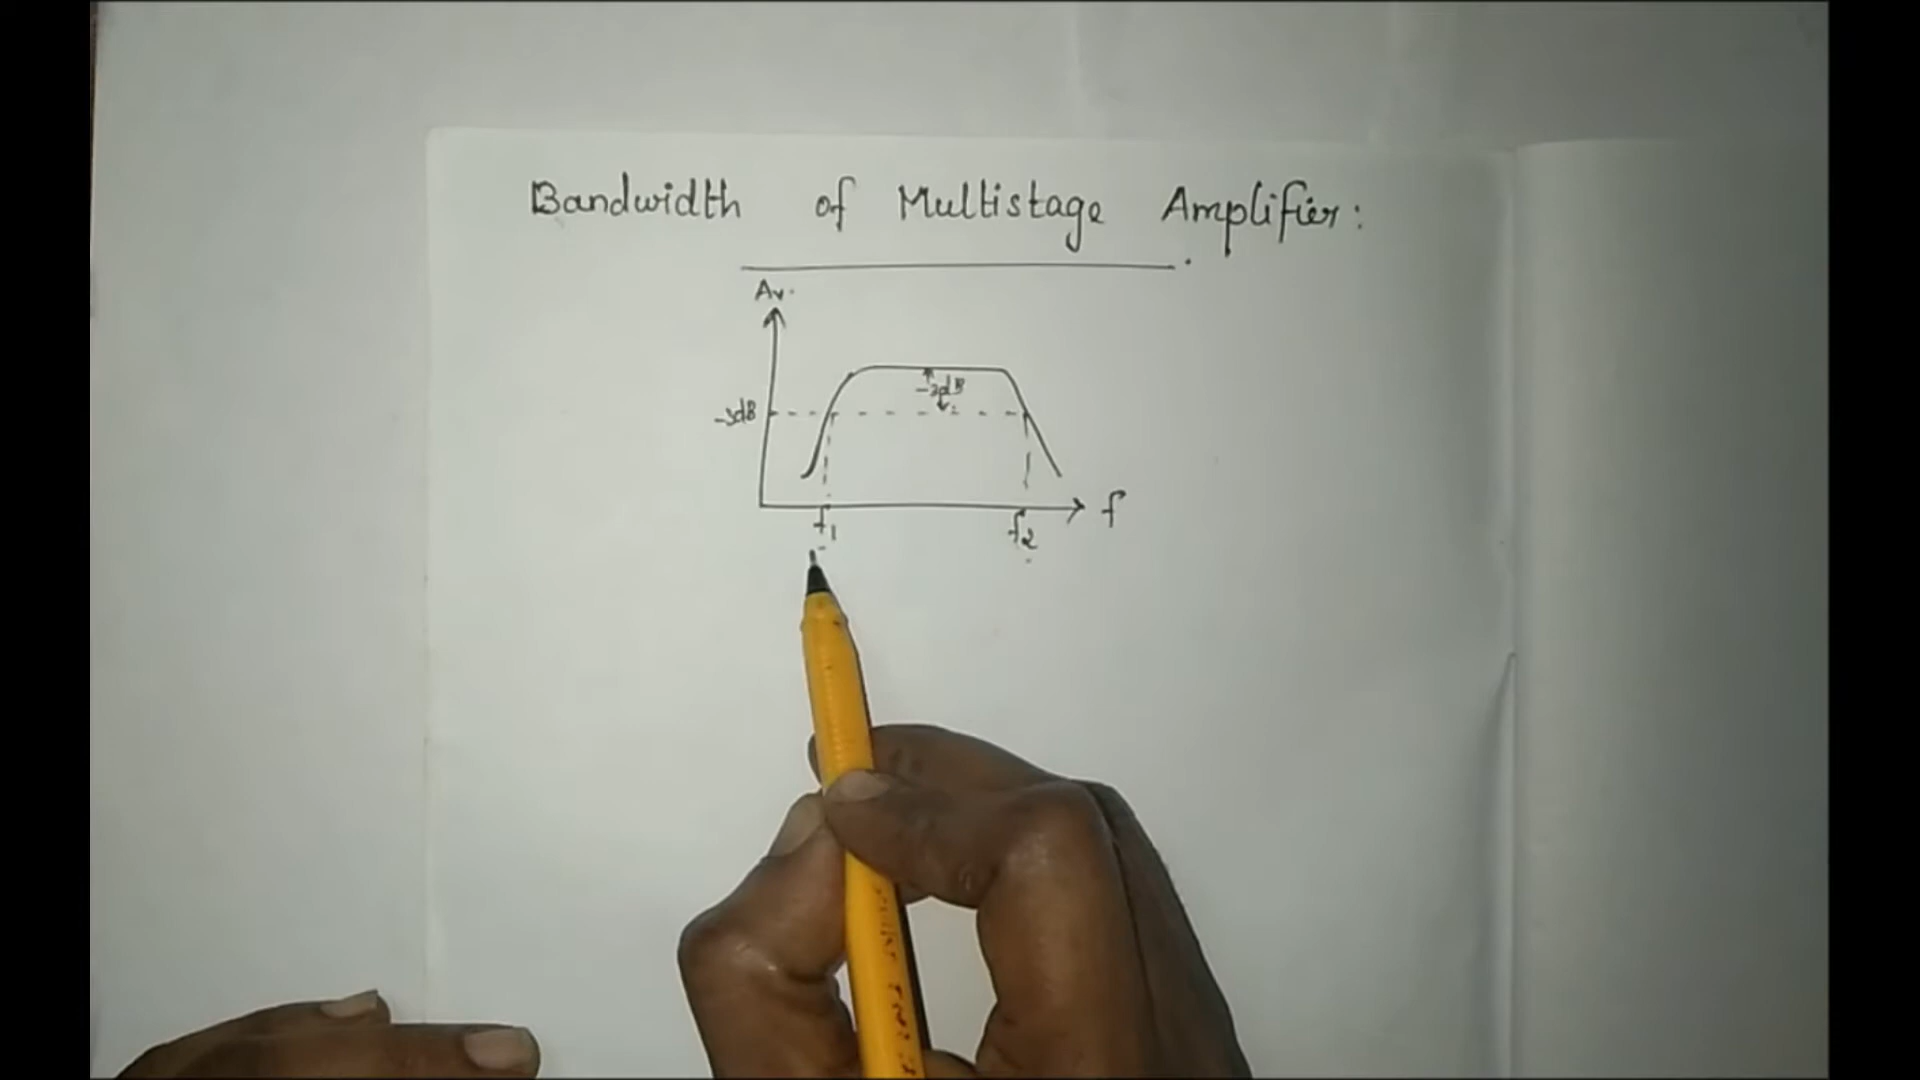 Bandwidth of Multistage Amplifier:
Av.
-3dB
-3dB
f
f1
f2